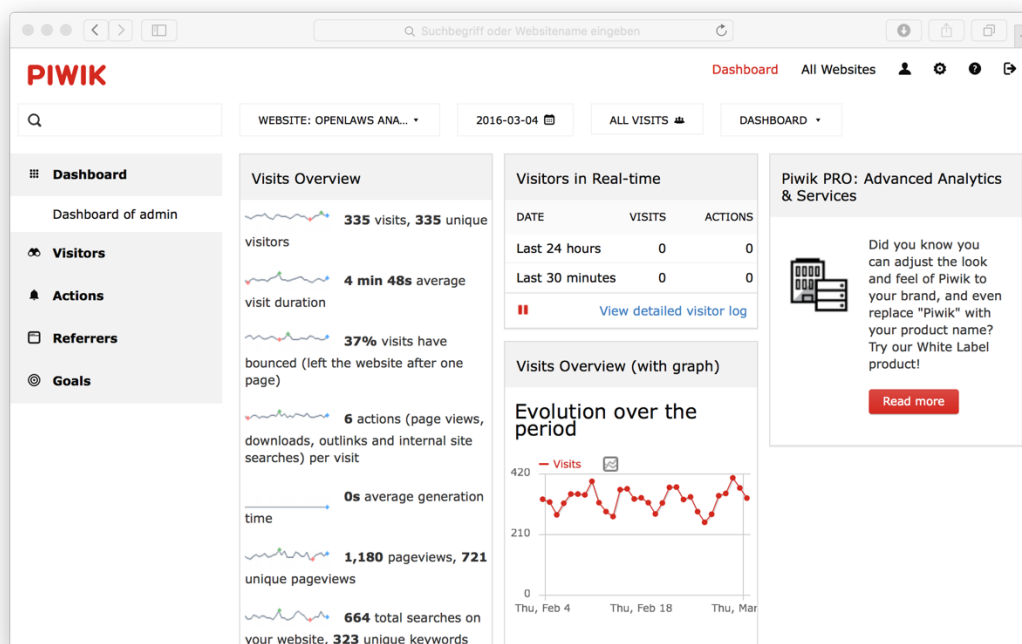 Suchbegriff oder Websitename eingeben
PIWIK
Dashboard
All Websites
WEBSITE: OPENLAWS ANA...
2016-03-04
ALL VISITS
DASHBOARD
Dashboard
Dashboard of admin
Visitors
Actions
Referrers
Goals
Visits Overview
335 visits, 335 unique
visitors
4 min 48s average
visit duration
37% visits have
bounced (left the website after one
page)
6 actions (page views,
downloads, outlinks and internal site
searches) per visit
0s average generation
time
1,180 pageviews, 721
unique pageviews
664 total searches on
your website, 323 unique keywords
Visitors in Real-time
DATE VISITS ACTIONS
Last 24 hours 0 0
Last 30 minutes 0 0
View detailed visitor log
Visits Overview (with graph)
Evolution over the
period
Visits
420
210
0
Thu, Feb 4 Thu, Feb 18 Thu, Mar
Piwik PRO: Advanced Analytics
& Services
Did you know you
can adjust the look
and feel of Piwik to
your brand, and even
replace "Piwik" with
your product name?
Try our White Label
product!
Read more